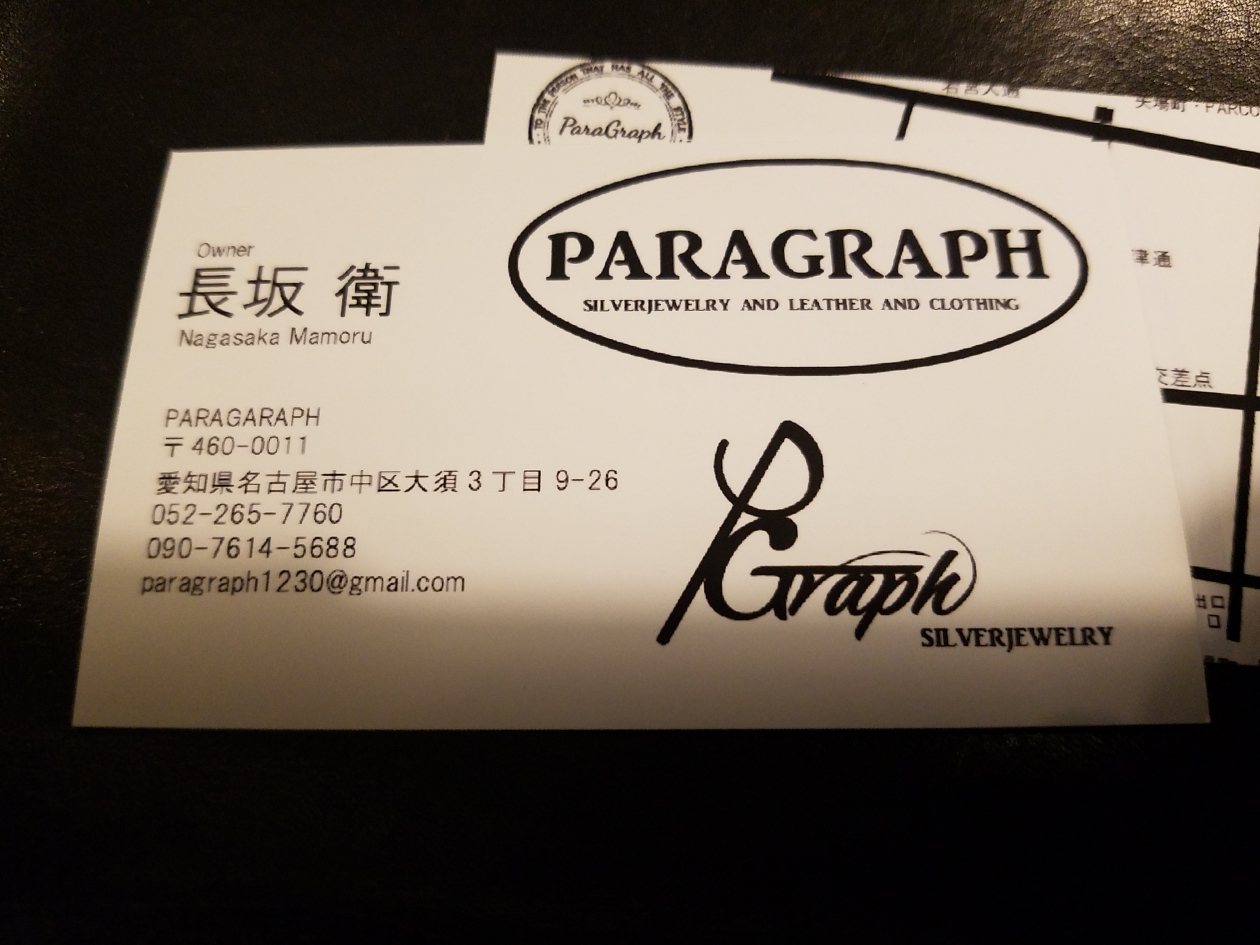 TO THE PERSON THAT HAS ALL THE STYLE
ParaGraph
若宮大通
矢場町・PARCO
津通
交差点
出口
口
Owner
長坂 衛
Nagasaka Mamoru
PARAGARAPH
〒460-0011
愛知県名古屋市中区大須3丁目9-26
052-265-7760
090-7614-5688
paragraph1230@gmail.com
PARAGRAPH
SILVERJEWELRY AND LEATHER AND CLOTHING
P
Graph
SILVERJEWELRY